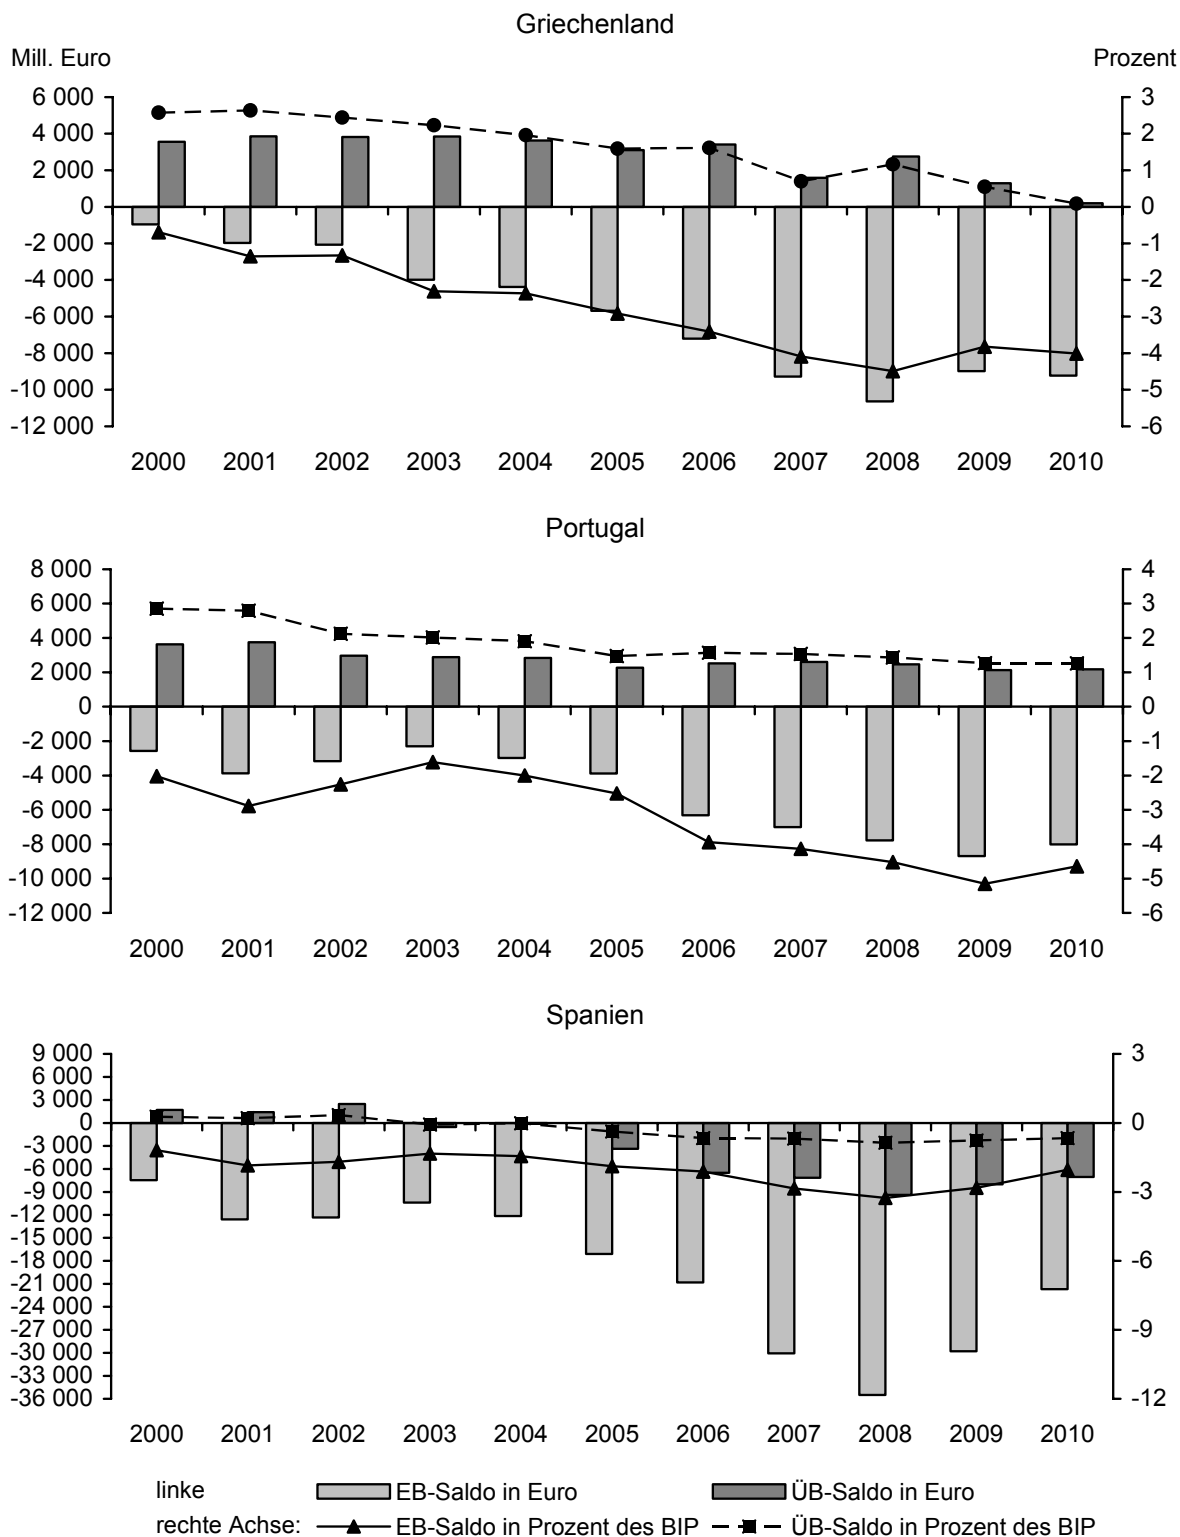 Griechenland
Mill. Euro Prozent
6 000 3
4 000 2
2 000 1
0 0
-2 000 -1
-4 000 -2
-6 000 -3
-8 000 -4
-10 000 -5
-12 000 -6
2000 2001 2002 2003 2004 2005 2006 2007 2008 2009 2010
Portugal
8 000 4
6 000 3
4 000 2
2 000 1
0 0
-2 000 -1
-4 000 -2
-6 000 -3
-8 000 -4
-10 000 -5
-12 000 -6
2000 2001 2002 2003 2004 2005 2006 2007 2008 2009 2010
Spanien
9 000 3
6 000
3 000
0 0
-3 000
-6 000
-9 000 -3
-12 000
-15 000
-18 000 -6
-21 000
-24 000
-27 000 -9
-30 000
-33 000
-36 000 -12
2000 2001 2002 2003 2004 2005 2006 2007 2008 2009 2010
linke EB-Saldo in Euro ÜB-Saldo in Euro
rechte Achse: EB-Saldo in Prozent des BIP ÜB-Saldo in Prozent des BIP